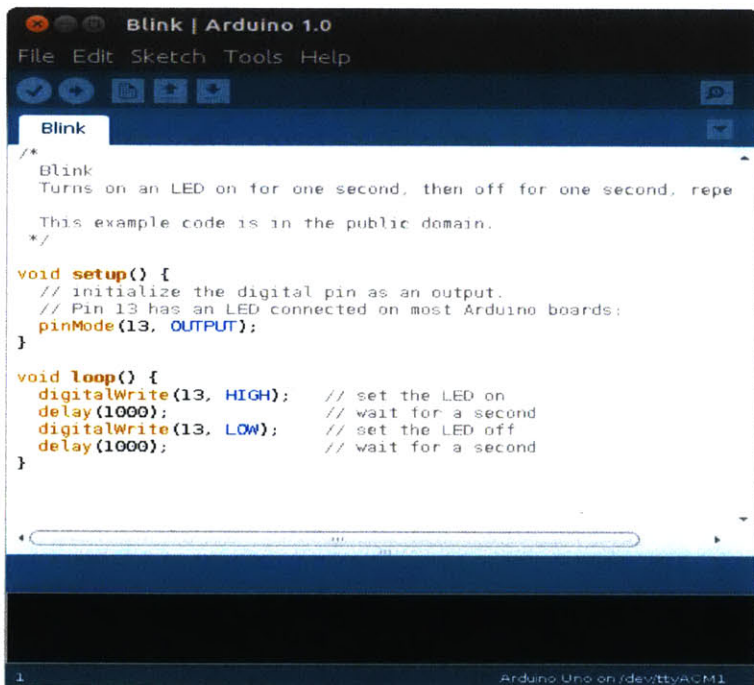 Blink | Arduino 1.0
File Edit Sketch Tools Help
Blink
/*
  Blink
  Turns on an LED on for one second, then off for one second, repe

  This example code is in the public domain.
 */

void setup() {
  // initialize the digital pin as an output.
  // Pin 13 has an LED connected on most Arduino boards:
  pinMode(13, OUTPUT);
}

void loop() {
  digitalWrite(13, HIGH);   // set the LED on
  delay(1000);              // wait for a second
  digitalWrite(13, LOW);    // set the LED off
  delay(1000);              // wait for a second
}
1
Arduino Uno on /dev/ttyACM1